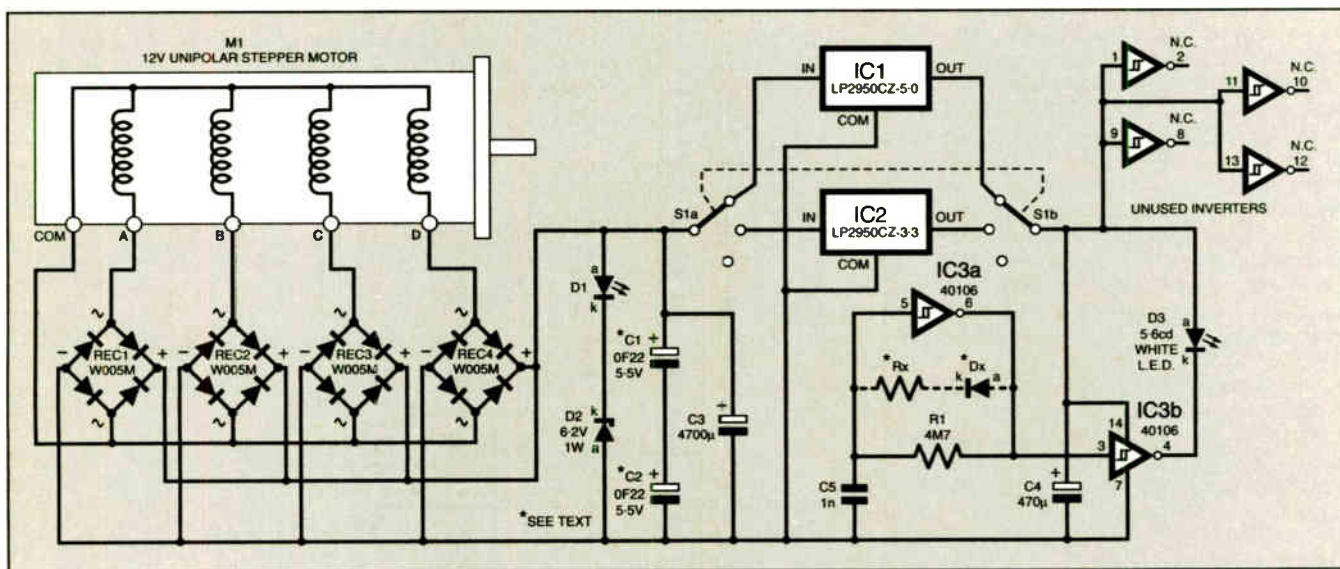 M1
12V UNIPOLAR STEPPER MOTOR
COM
A
B
C
D
REC1
W005M
REC2
W005M
REC3
W005M
REC4
W005M
-
+
-
+
-
+
-
+
~
~
~
~
~
~
~
~
a
D1
k
k
D2
6·2V
1W
a
*C1
0F22
5·5V
+
*C2
0F22
5·5V
+
*SEE TEXT
+
C3
4700µ
S1a
IN
IC1
LP2950CZ-5·0
OUT
COM
IN
IC2
LP2950CZ-3·3
OUT
COM
S1b
IC3a
40106
5
6
*Rx
*Dx
k
a
R1
4M7
C5
1n
+
C4
470µ
14
3
4
7
IC3b
40106
D3
5·6cd
WHITE
L.E.D.
a
k
1
2
N.C.
9
8
N.C.
11
10
N.C.
13
12
N.C.
UNUSED INVERTERS